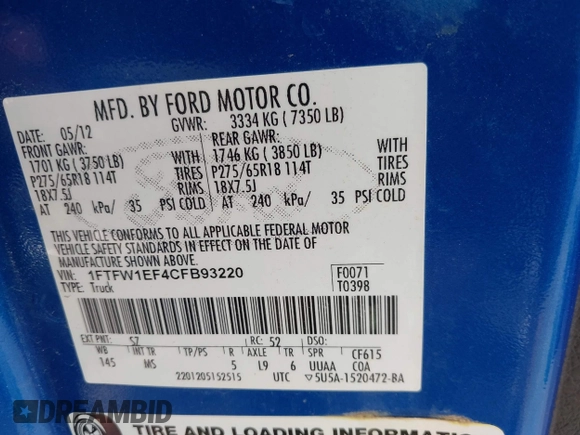 MFD. BY FORD MOTOR CO.
DATE: 05/12 GVWR: 3334 KG ( 7350 LB)
FRONT GAWR: REAR GAWR:
1701 KG ( 3750 LB) WITH 1746 KG ( 3850 LB) WITH
P275/65R18 114T TIRES P275/65R18 114T TIRES
18X7.5J RIMS 18X7.5J RIMS
AT 240 kPa/ 35 PSI COLD AT 240 kPa/ 35 PSI COLD
THIS VEHICLE CONFORMS TO ALL APPLICABLE FEDERAL MOTOR
VEHICLE SAFETY STANDARDS IN EFFECT ON THE DATE OF
MANUFACTURE SHOWN ABOVE.
VIN: 1FTFW1EF4CFB93220 F0071
TYPE: Truck T0398
EXT PNT: SZ RC: 52 DSO:
WB INT TR TP/PS R AXLE TR SPR CF615
145 MS 5 L9 6 UUAA COA
2201205152515 UTC 5U5A-1520472-BA
TIRE AND LOADING INFORMATION
DREAMBID